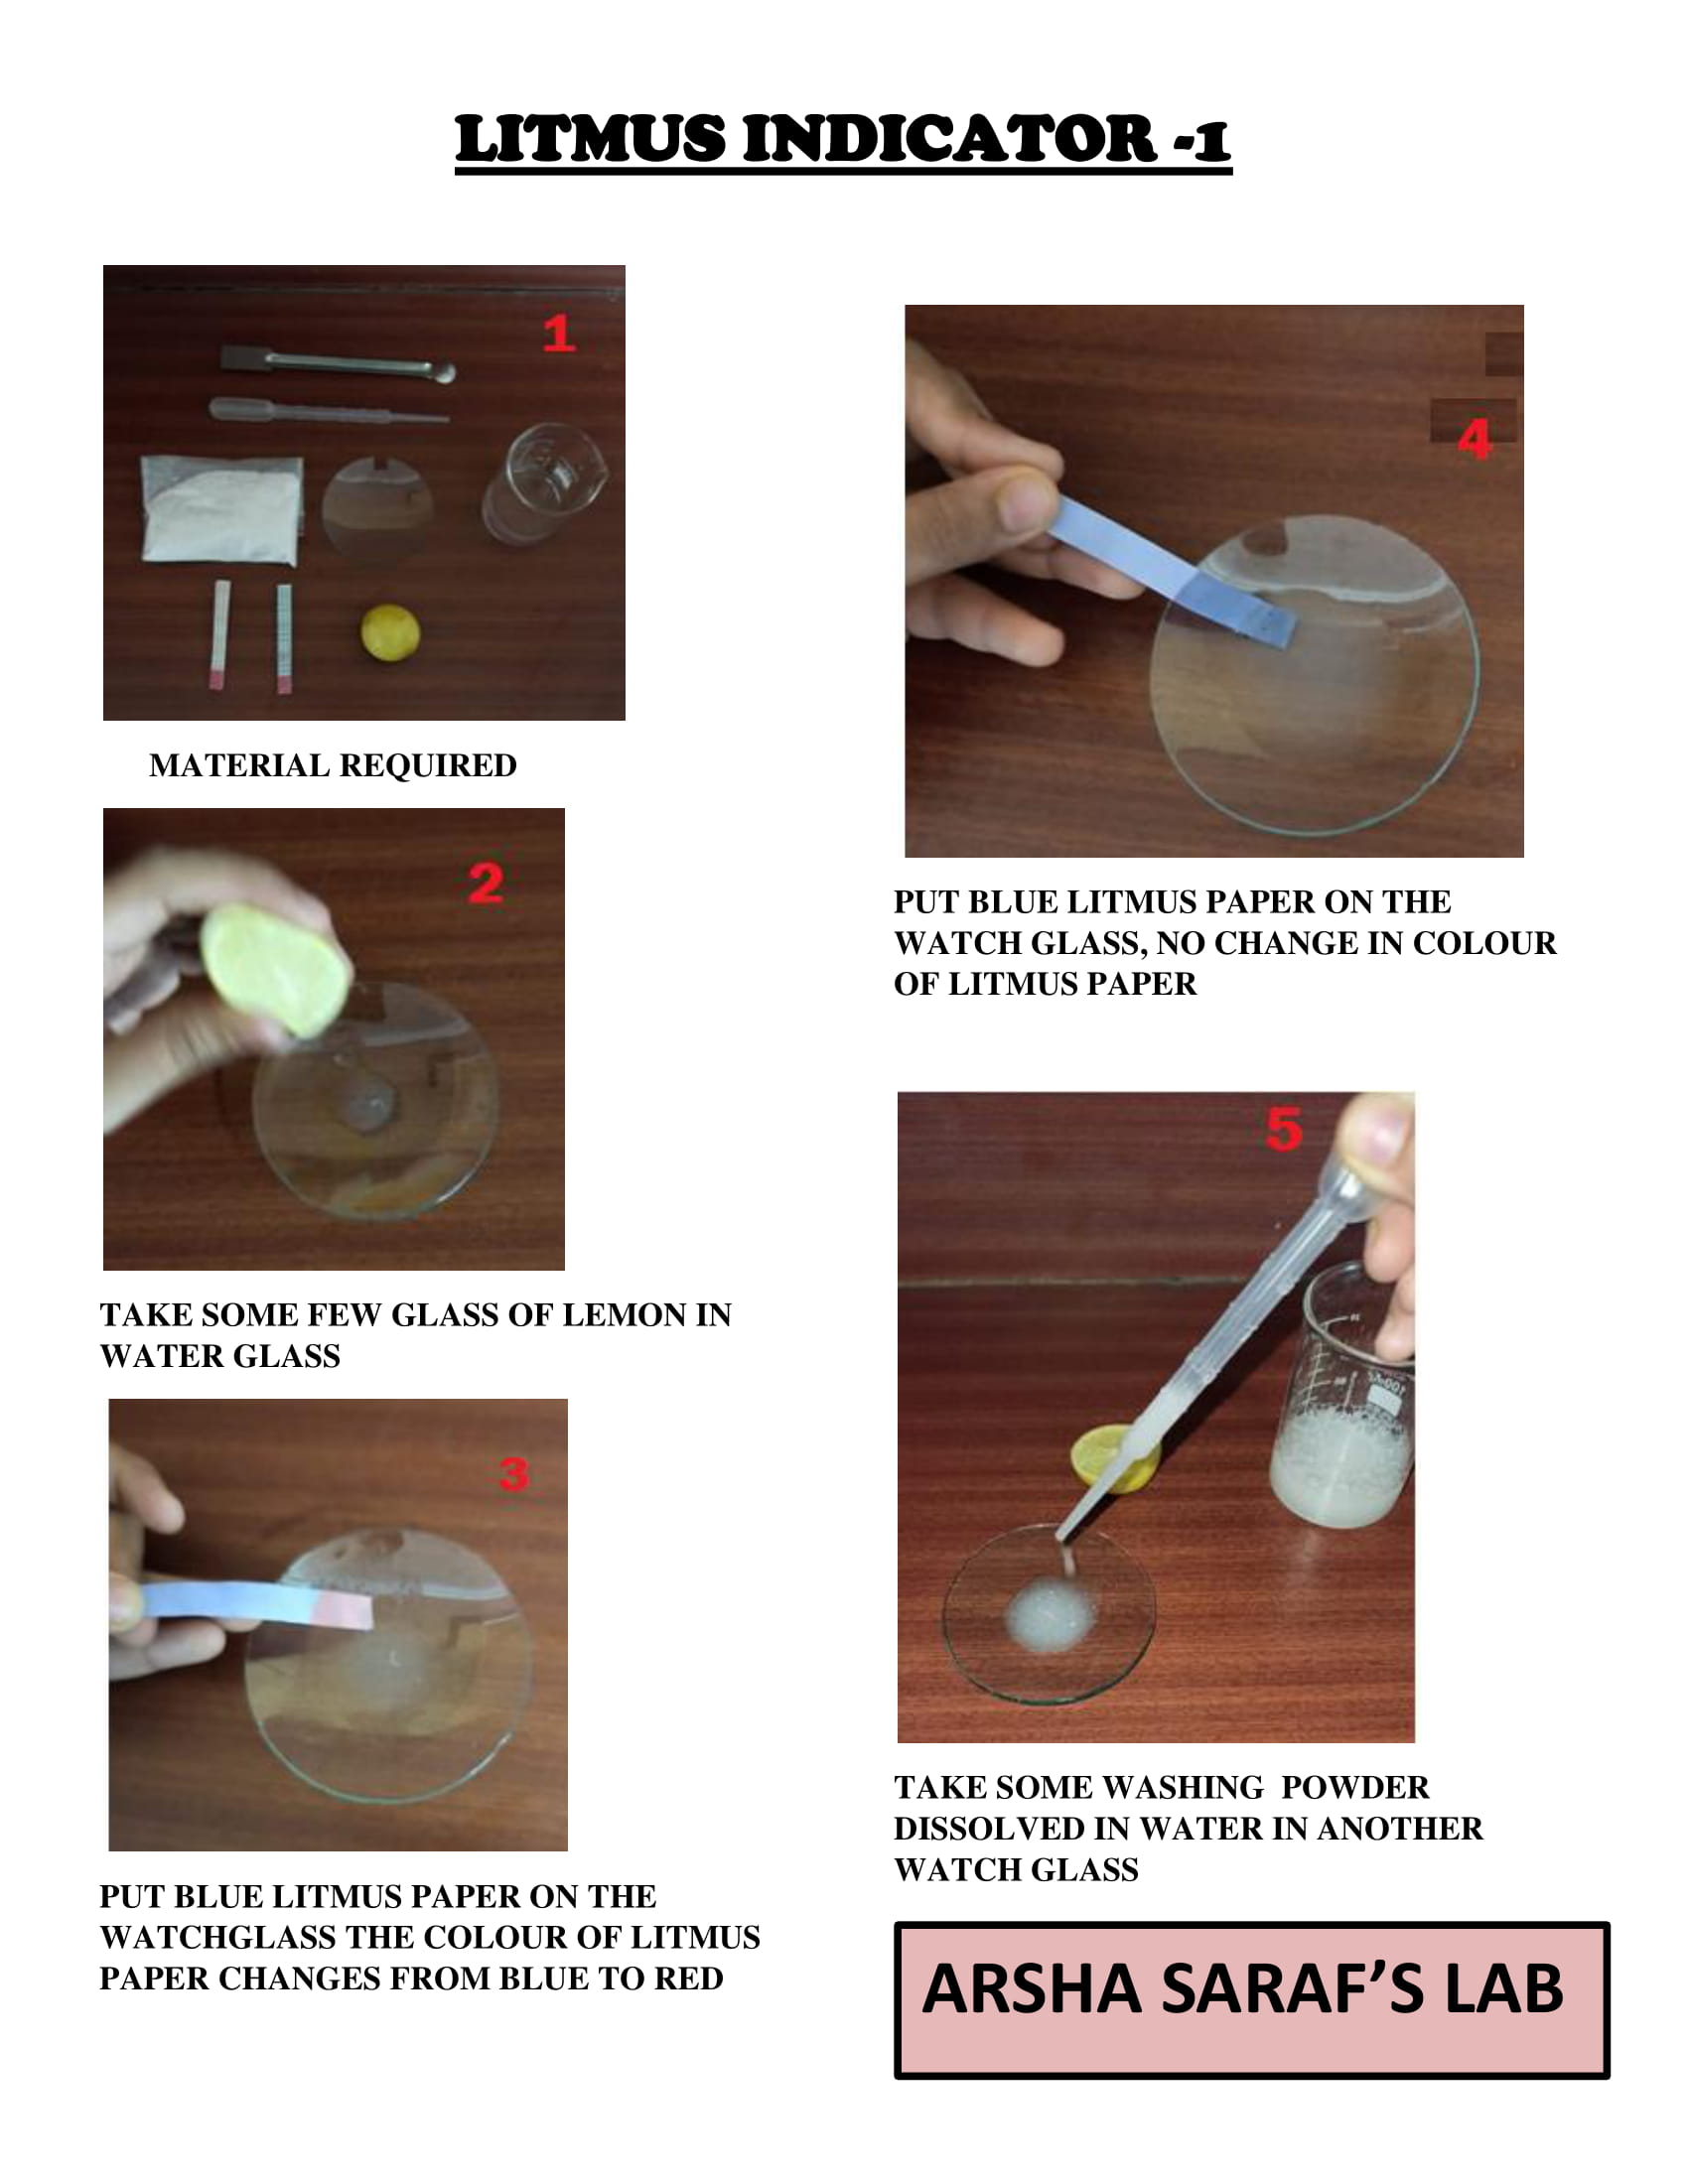 LITMUS INDICATOR -1
1
MATERIAL REQUIRED
2
TAKE SOME FEW GLASS OF LEMON IN
WATER GLASS
3
PUT BLUE LITMUS PAPER ON THE
WATCHGLASS THE COLOUR OF LITMUS
PAPER CHANGES FROM BLUE TO RED
4
PUT BLUE LITMUS PAPER ON THE
WATCH GLASS, NO CHANGE IN COLOUR
OF LITMUS PAPER
5
TAKE SOME WASHING  POWDER
DISSOLVED IN WATER IN ANOTHER
WATCH GLASS
ARSHA SARAF’S LAB